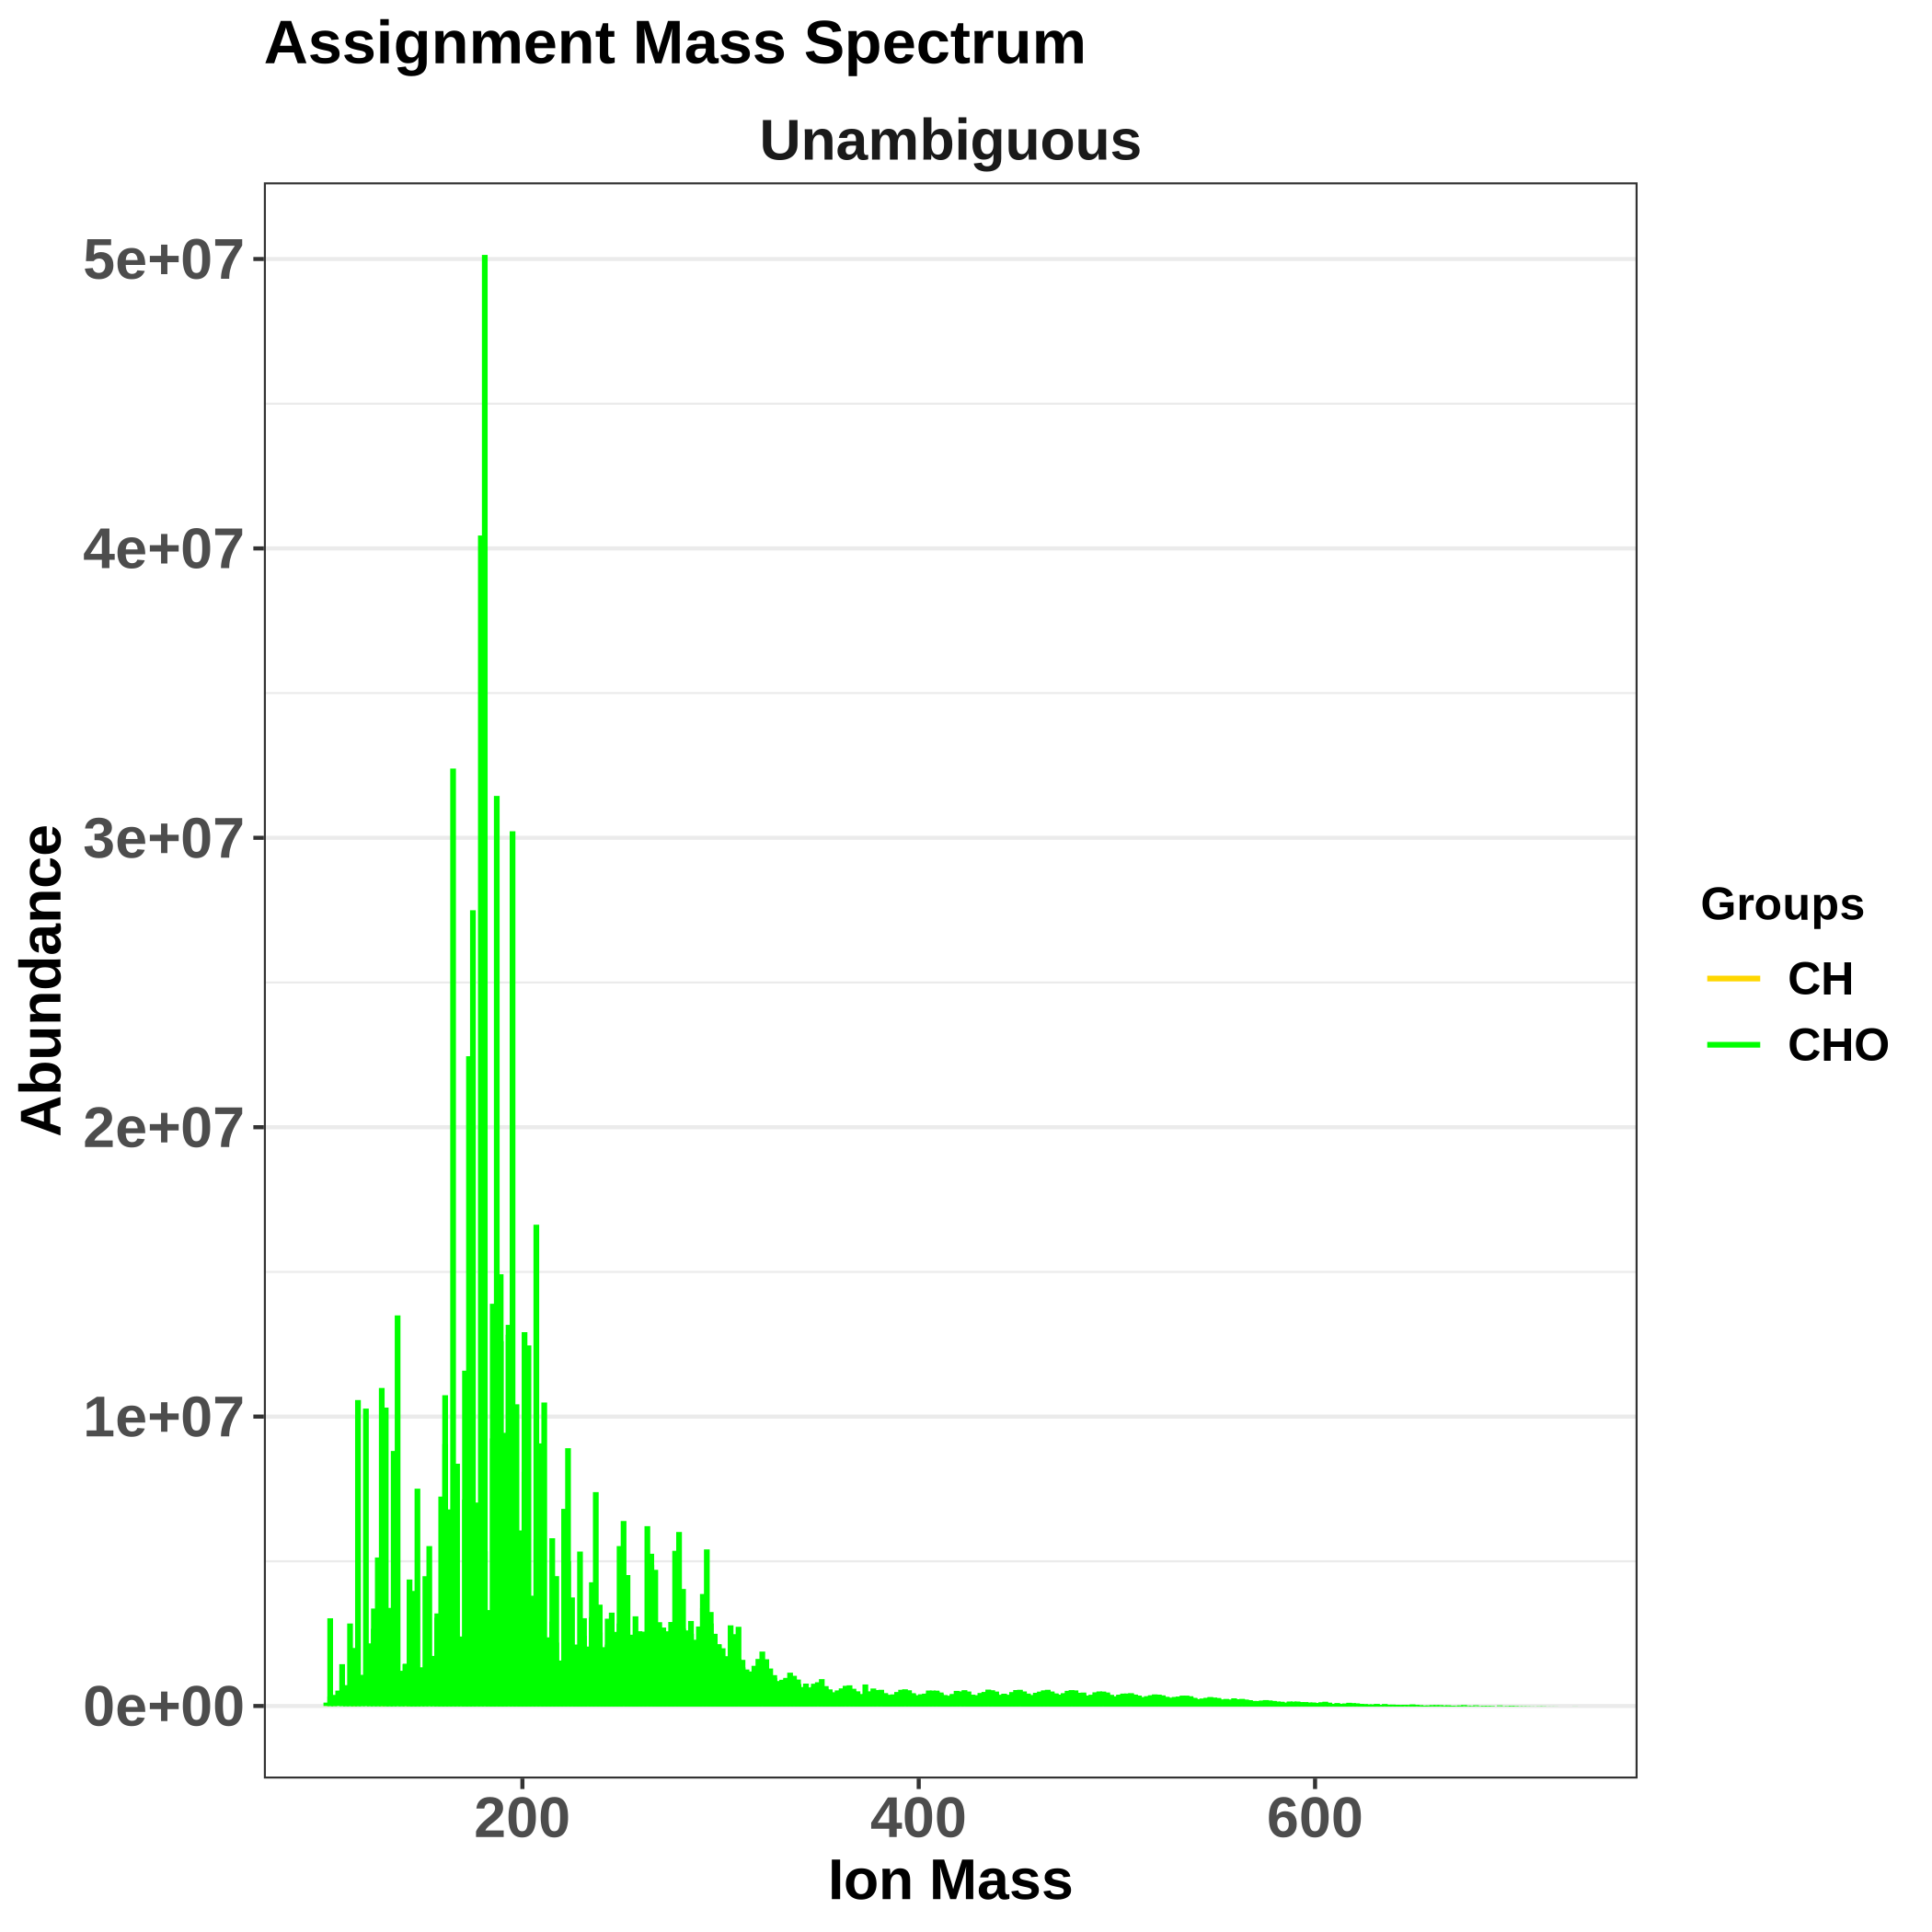 Assignment Mass Spectrum
Unambiguous
5e+07
4e+07
3e+07
2e+07
1e+07
0e+00
Abundance
200
400
600
Ion Mass
Groups
CH
CHO